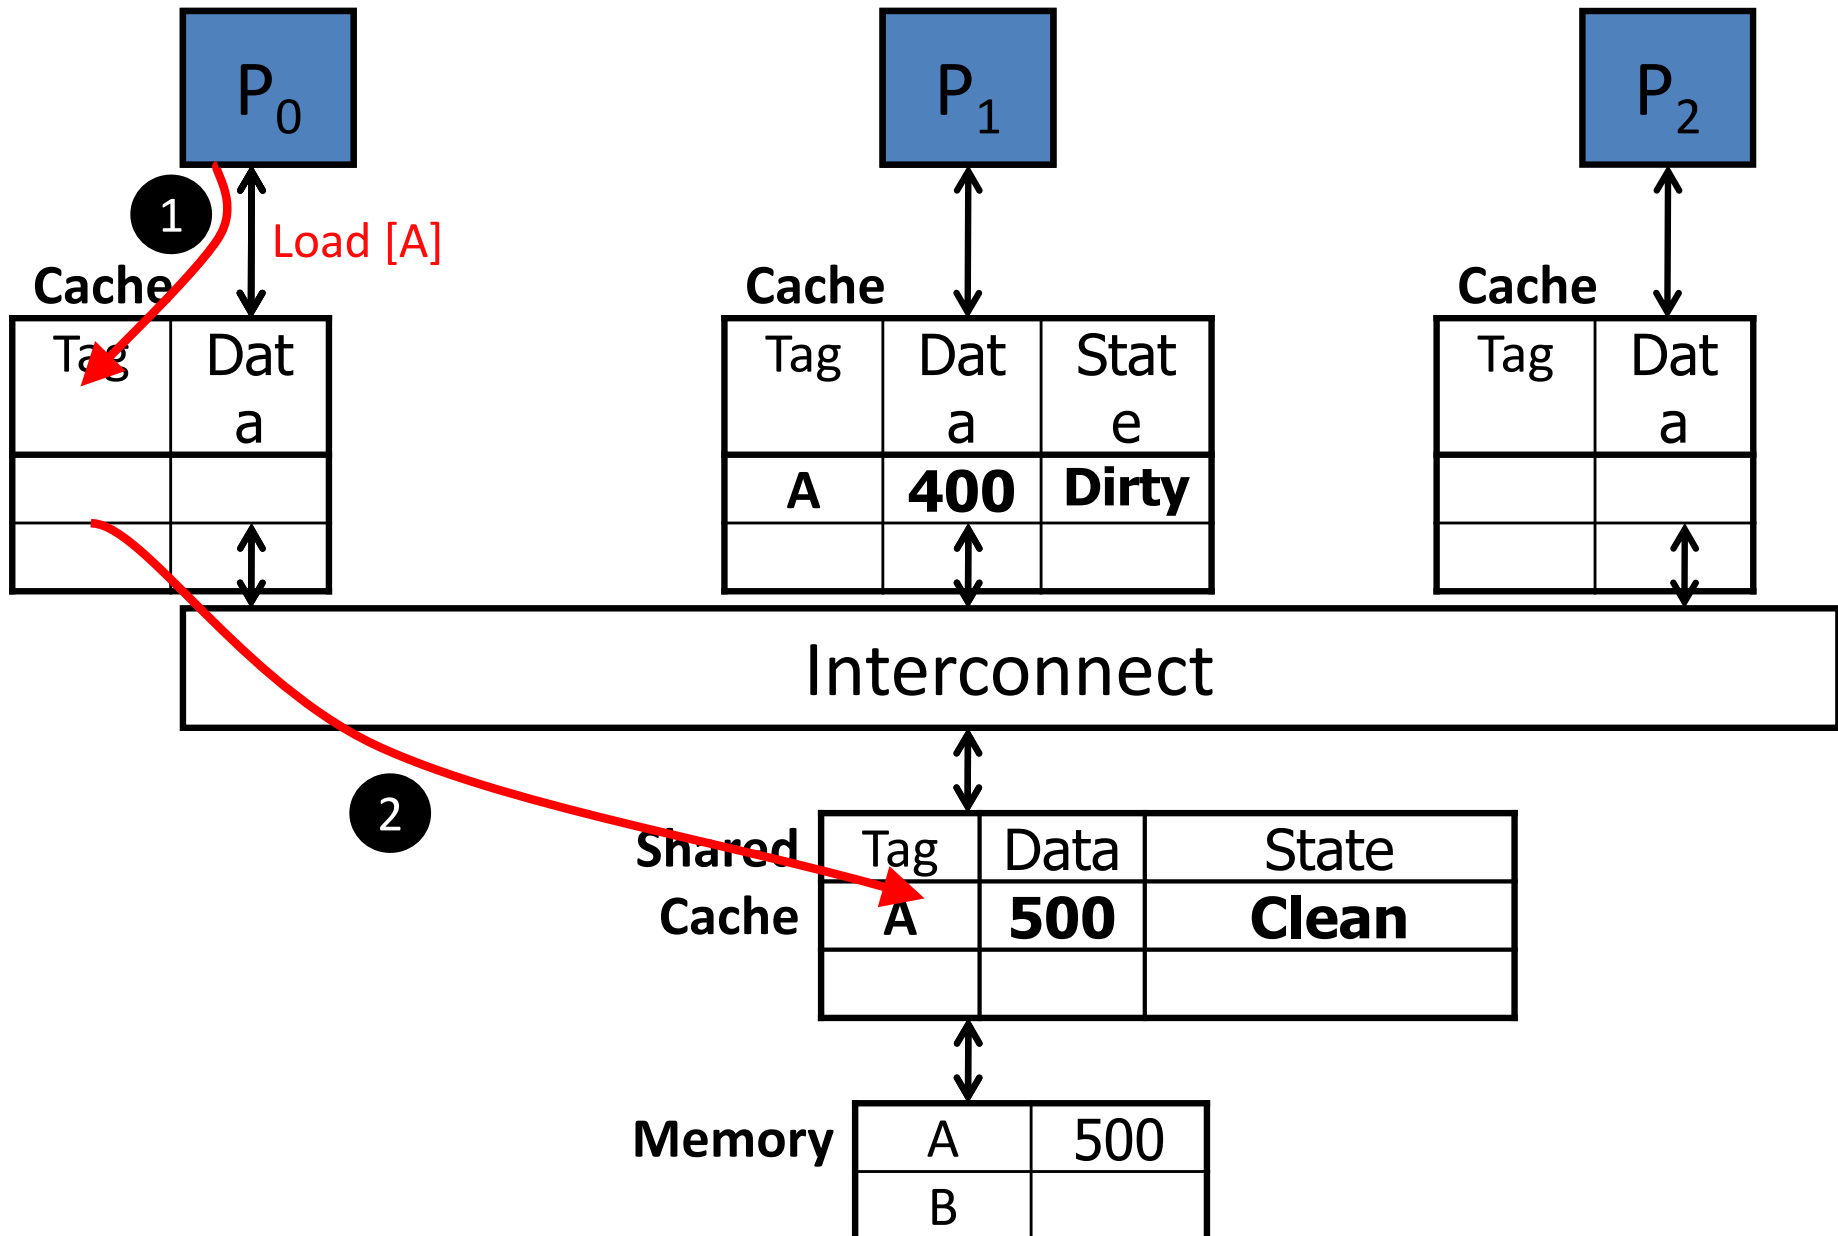 P0
P1
P2
1
Load [A]
Cache
Cache
Cache
Tag
Dat
a
Tag
Dat
a
Stat
e
Tag
Dat
a
A
400
Dirty
Interconnect
2
Shared
Cache
Tag
Data
State
A
500
Clean
Memory
A
500
B